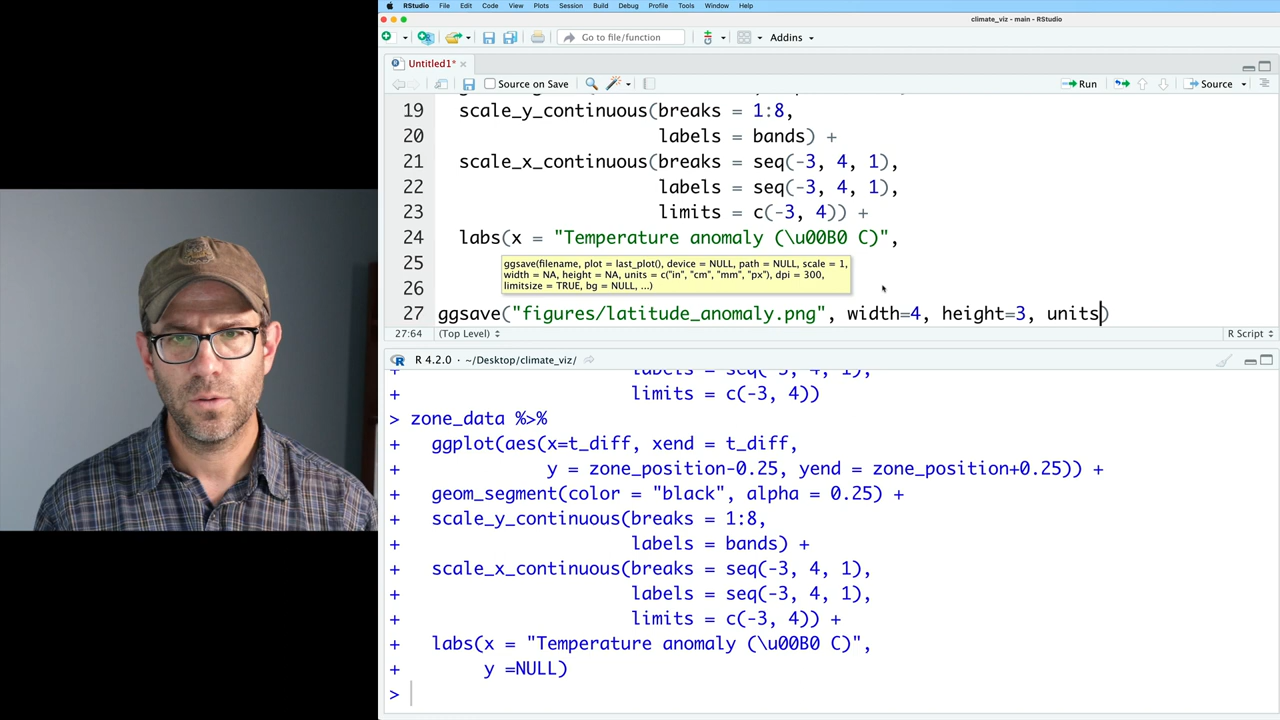 RStudio File Edit Code View Plots Session Build Debug Profile Tools Window Help
climate_viz - main - RStudio
Go to file/function Addins
Untitled1*
Source on Save Run Source
19 scale_y_continuous(breaks = 1:8,
20 labels = bands) +
21 scale_x_continuous(breaks = seq(-3, 4, 1),
22 labels = seq(-3, 4, 1),
23 limits = c(-3, 4)) +
24 labs(x = "Temperature anomaly (\u00B0 C)",
25
ggsave(filename, plot = last_plot(), device = NULL, path = NULL, scale = 1,
width = NA, height = NA, units = c("in", "cm", "mm", "px"), dpi = 300,
limitsize = TRUE, bg = NULL, ...)
26
27 ggsave("figures/latitude_anomaly.png", width=4, height=3, units)
27:64 (Top Level) R Script
R 4.2.0 · ~/Desktop/climate_viz/
+ labels = seq(-3, 4, 1),
+ limits = c(-3, 4))
> zone_data %>%
+ ggplot(aes(x=t_diff, xend = t_diff,
+ y = zone_position-0.25, yend = zone_position+0.25)) +
+ geom_segment(color = "black", alpha = 0.25) +
+ scale_y_continuous(breaks = 1:8,
+ labels = bands) +
+ scale_x_continuous(breaks = seq(-3, 4, 1),
+ labels = seq(-3, 4, 1),
+ limits = c(-3, 4)) +
+ labs(x = "Temperature anomaly (\u00B0 C)",
+ y =NULL)
>